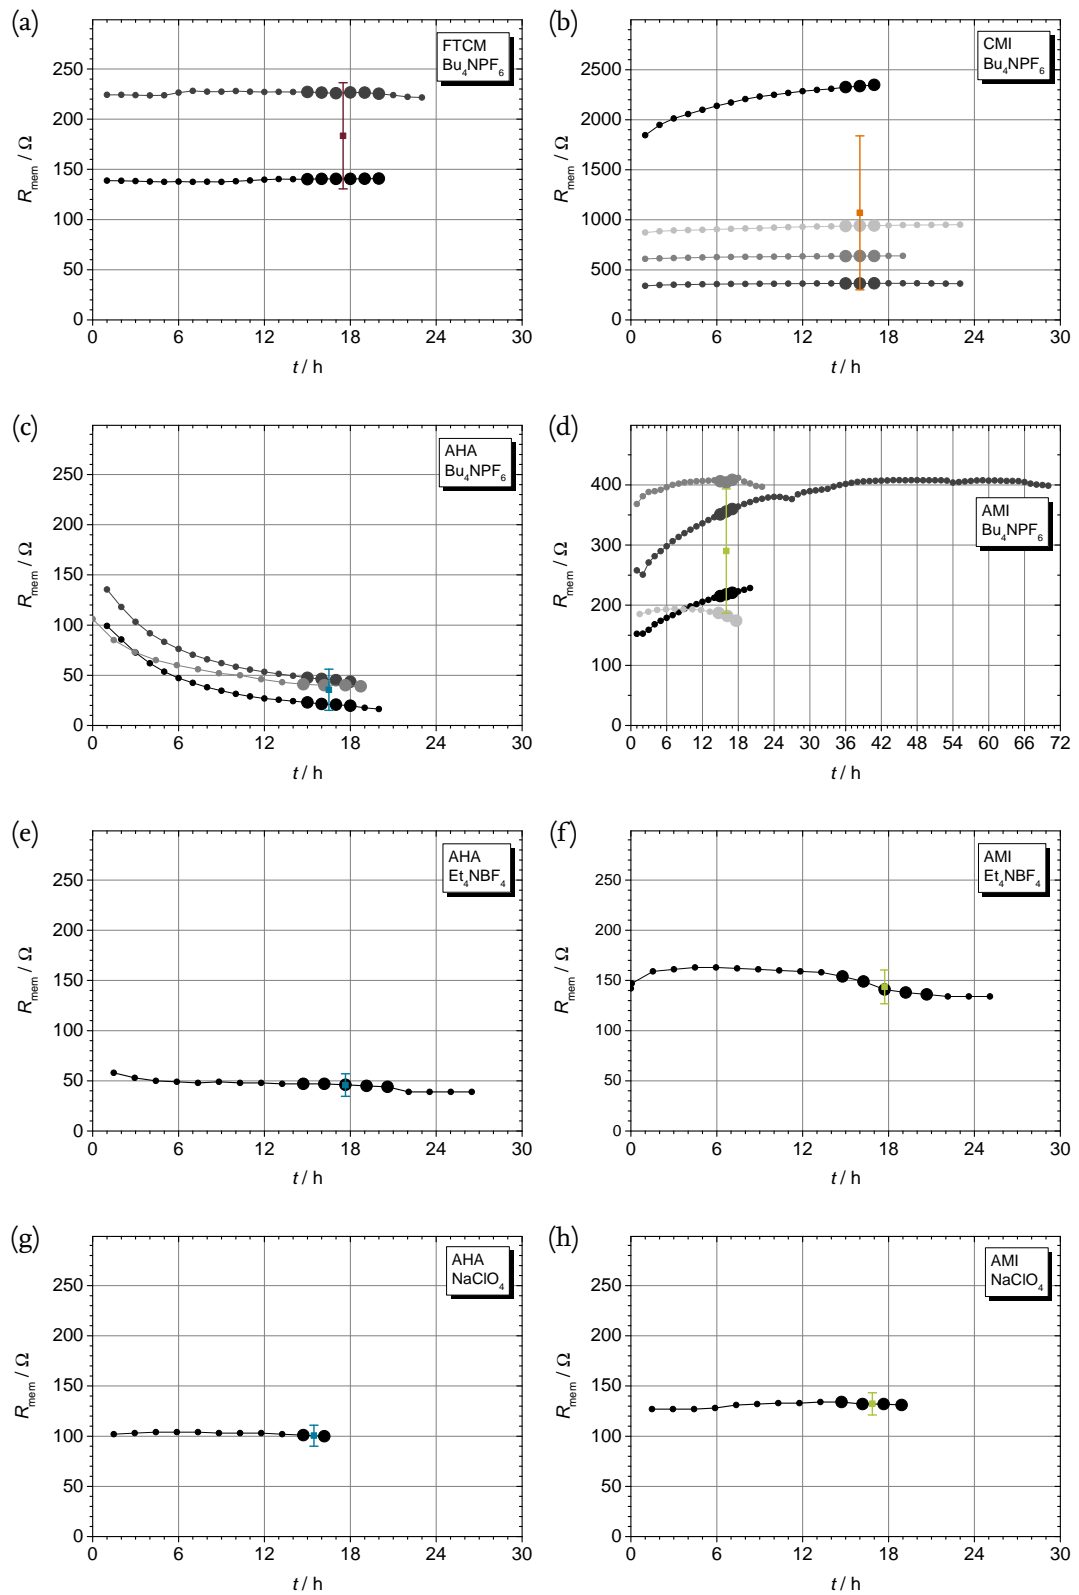 (a)
FTCM
Bu4NPF6
250
200
150
100
50
0
0 6 12 18 24 30
Rmem / Ω
t / h
(b)
CMI
Bu4NPF6
2500
2000
1500
1000
500
0
0 6 12 18 24 30
Rmem / Ω
t / h
(c)
AHA
Bu4NPF6
250
200
150
100
50
0
0 6 12 18 24 30
Rmem / Ω
t / h
(d)
AMI
Bu4NPF6
400
300
200
0
0 6 12 18 24 30 36 42 48 54 60 66 72
Rmem / Ω
t / h
(e)
AHA
Et4NBF4
250
200
150
100
50
0
0 6 12 18 24 30
Rmem / Ω
t / h
(f)
AMI
Et4NBF4
250
200
150
100
50
0
0 6 12 18 24 30
Rmem / Ω
t / h
(g)
AHA
NaClO4
250
200
150
100
50
0
0 6 12 18 24 30
Rmem / Ω
t / h
(h)
AMI
NaClO4
250
200
150
100
50
0
0 6 12 18 24 30
Rmem / Ω
t / h